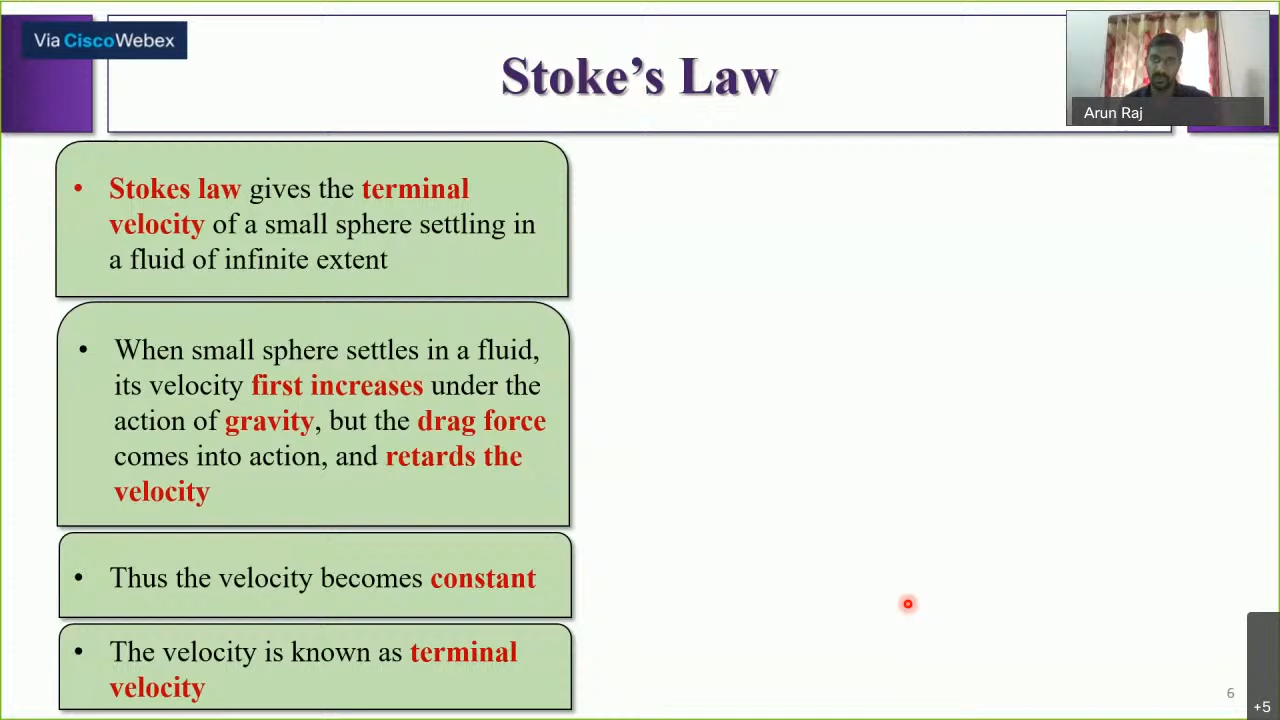 Via Cisco Webex
Stoke's Law
Arun Raj
• Stokes law gives the terminal
velocity of a small sphere settling in
a fluid of infinite extent
• When small sphere settles in a fluid,
its velocity first increases under the
action of gravity, but the drag force
comes into action, and retards the
velocity
• Thus the velocity becomes constant
• The velocity is known as terminal
velocity
6
+5